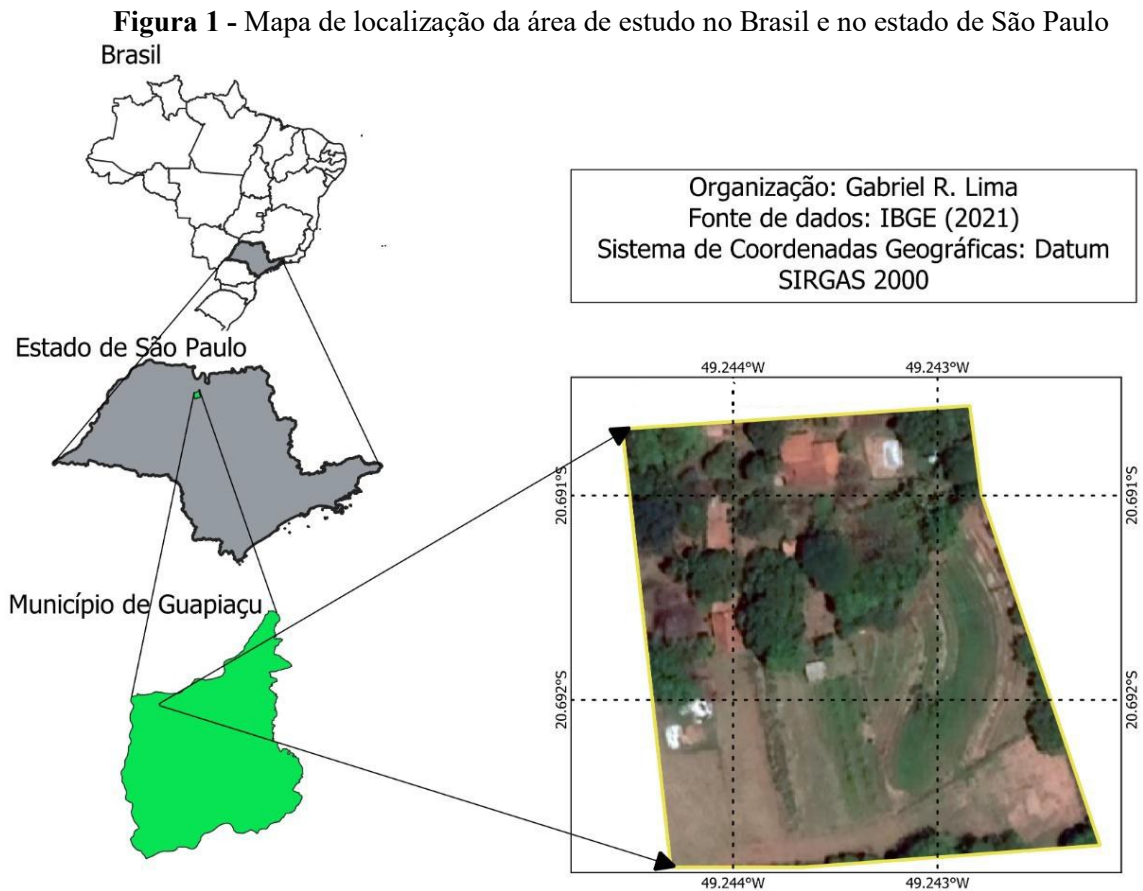 Figura 1 - Mapa de localização da área de estudo no Brasil e no estado de São Paulo
Brasil
Organização: Gabriel R. Lima
Fonte de dados: IBGE (2021)
Sistema de Coordenadas Geográficas: Datum
SIRGAS 2000
Estado de São Paulo
49.244°W
49.243°W
20.691°S
20.691°S
Município de Guapiaçu
20.692°S
20.692°S
49.244°W
49.243°W